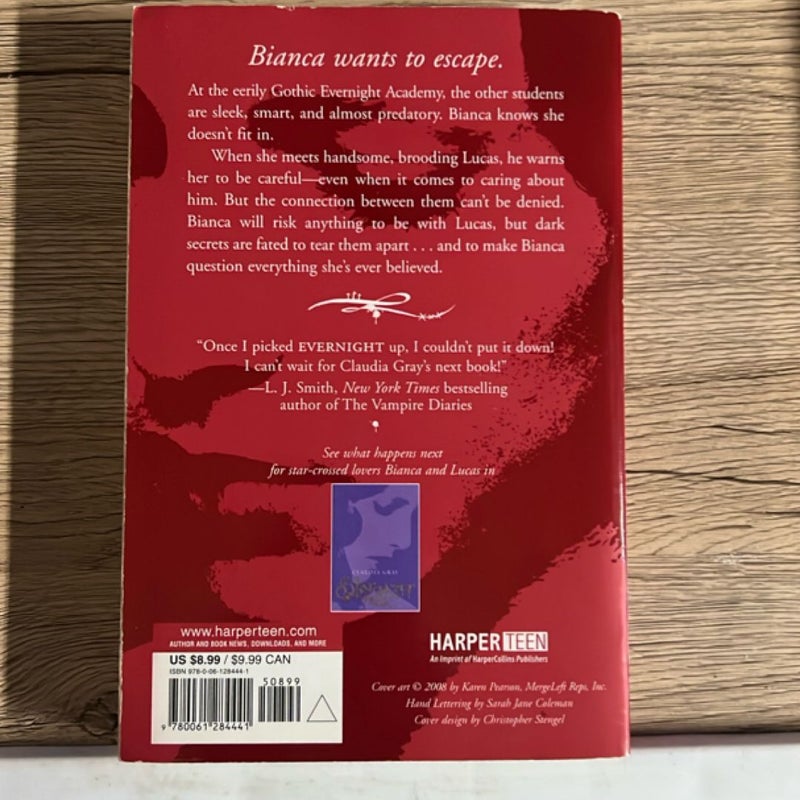 Bianca wants to escape.
At the eerily Gothic Evernight Academy, the other students
are sleek, smart, and almost predatory. Bianca knows she
doesn't fit in.
When she meets handsome, brooding Lucas, he warns
her to be careful—even when it comes to caring about
him. But the connection between them can't be denied.
Bianca will risk anything to be with Lucas, but dark
secrets are fated to tear them apart . . . and to make Bianca
question everything she's ever believed.
“Once I picked EVERNIGHT up, I couldn't put it down!
I can't wait for Claudia Gray's next book!”
—L. J. Smith, New York Times bestselling
author of The Vampire Diaries
See what happens next
for star-crossed lovers Bianca and Lucas in
CLAUDIA GRAY
www.harperteen.com
AUTHOR AND BOOK NEWS, DOWNLOADS, AND MORE
US $8.99 / $9.99 CAN
ISBN 978-0-06-128444-1
50899
9 780061 284441
HARPER TEEN
An Imprint of HarperCollins Publishers
Cover art © 2008 by Karen Pearson, MergeLeft Reps, Inc.
Hand Lettering by Sarah Jane Coleman
Cover design by Christopher Stengel